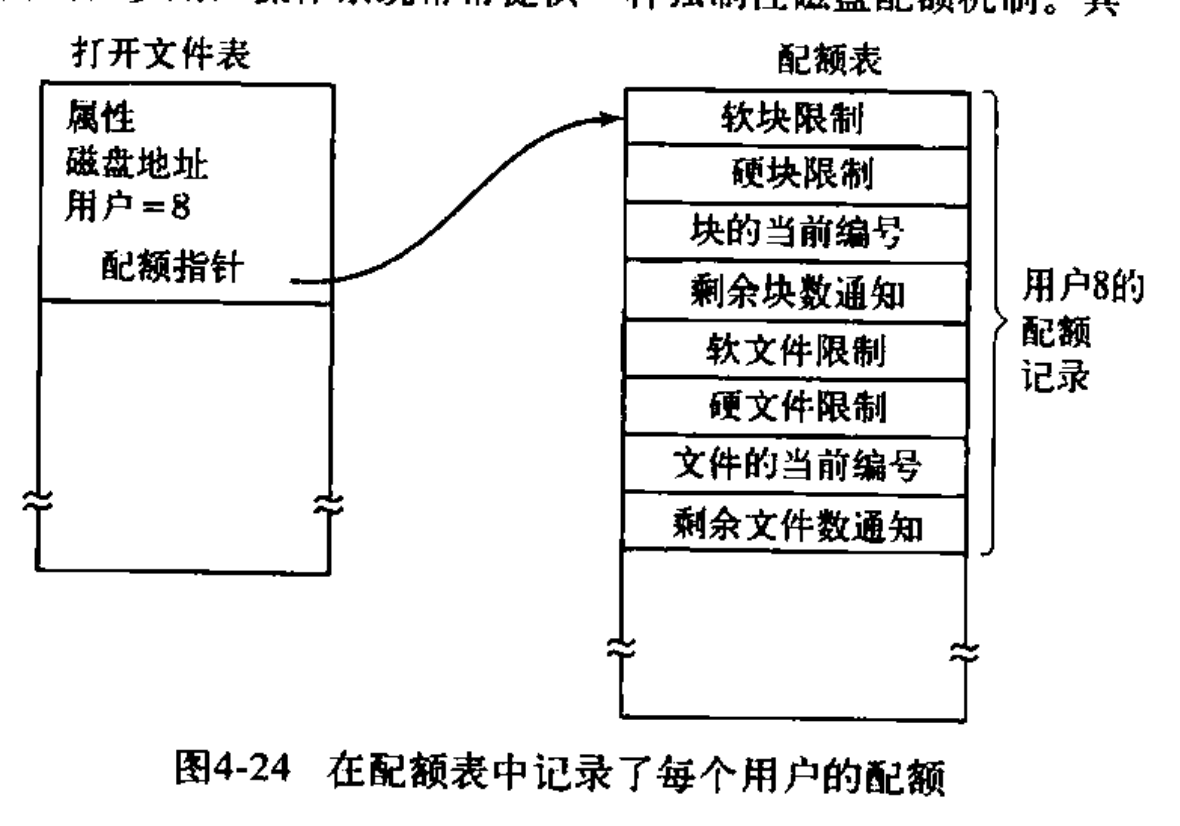 操作系统常常提供一种强制性磁盘配额机制。其
打开文件表
属性
磁盘地址
用户=8
配额指针
配额表
软块限制
硬块限制
块的当前编号
剩余块数通知
软文件限制
硬文件限制
文件的当前编号
剩余文件数通知
用户8的
配额
记录
图4-24 在配额表中记录了每个用户的配额